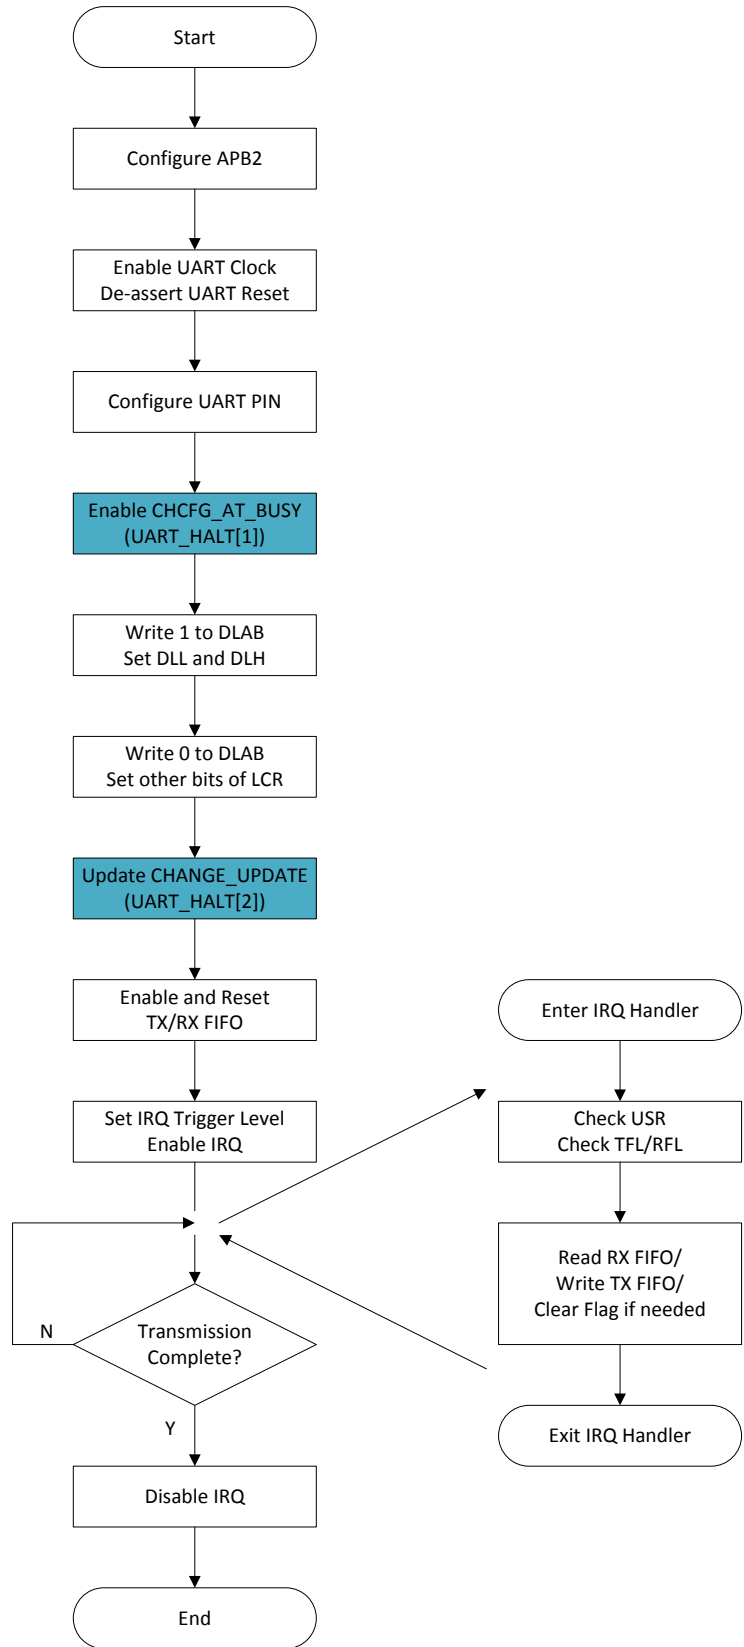 Start
Configure APB2
Enable UART Clock
De-assert UART Reset
Configure UART PIN
Enable CHCFG_AT_BUSY
(UART_HALT[1])
Write 1 to DLAB
Set DLL and DLH
Write 0 to DLAB
Set other bits of LCR
Update CHANGE_UPDATE
(UART_HALT[2])
Enable and Reset
TX/RX FIFO
Set IRQ Trigger Level
Enable IRQ
N
Transmission
Complete?
Y
Disable IRQ
End
Enter IRQ Handler
Check USR
Check TFL/RFL
Read RX FIFO/
Write TX FIFO/
Clear Flag if needed
Exit IRQ Handler